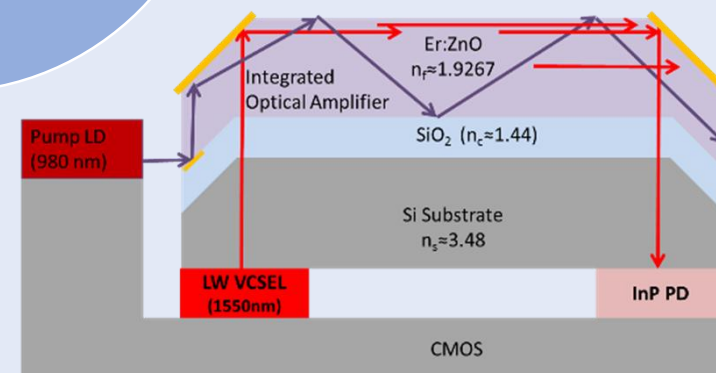 Er:ZnO
n_f≈1.9267
Integrated
Optical Amplifier
Pump LD
(980 nm)
SiO₂ (n_c≈1.44)
Si Substrate
n_s≈3.48
LW VCSEL
(1550nm)
InP PD
CMOS